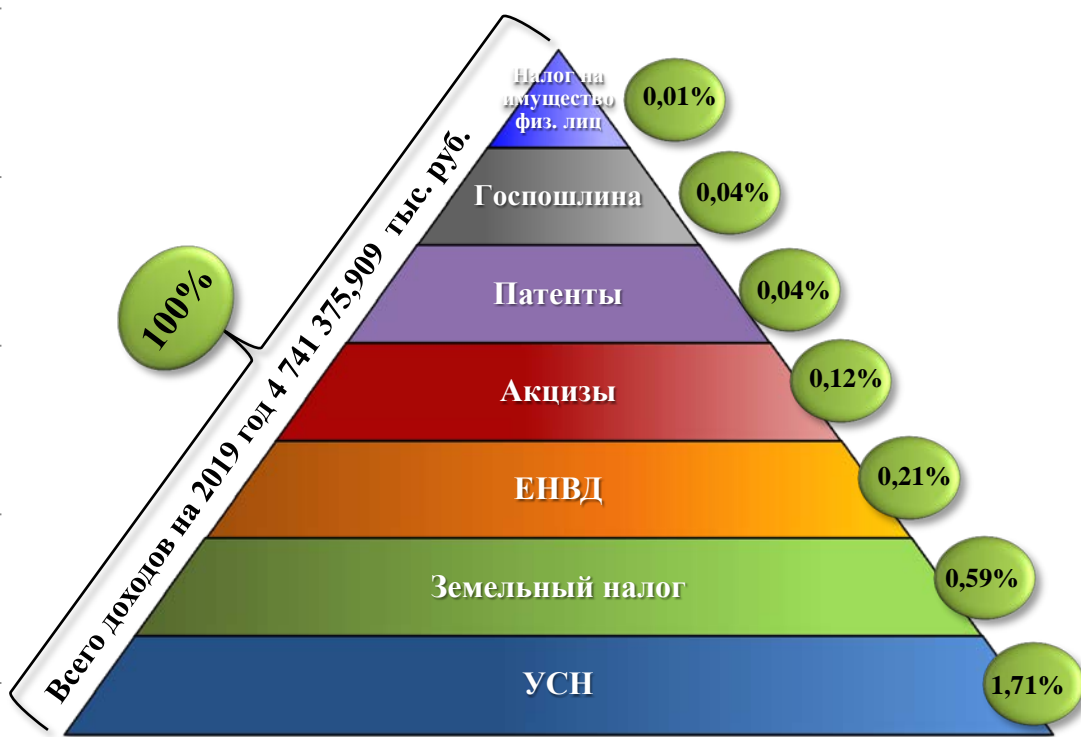 Налог на
имущество
физ. лиц
0,01%
Госпошлина
0,04%
Патенты
0,04%
Акцизы
0,12%
ЕНВД
0,21%
Земельный налог
0,59%
УСН
1,71%
100%
Всего доходов на 2019 год 4 741 375,909 тыс. руб.